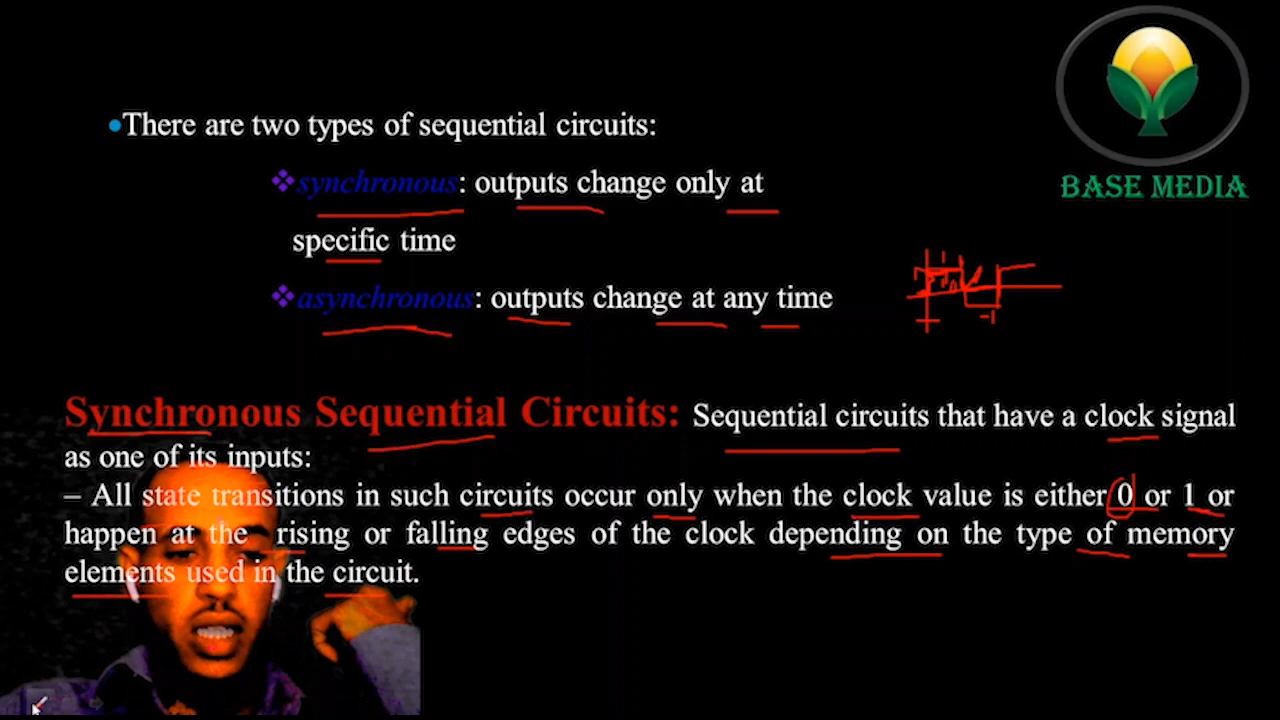 BASE MEDIA
•There are two types of sequential circuits:
❖synchronous: outputs change only at
specific time
❖asynchronous: outputs change at any time
1
-1
Synchronous Sequential Circuits: Sequential circuits that have a clock signal
as one of its inputs:
– All state transitions in such circuits occur only when the clock value is either 0 or 1 or
happen at the rising or falling edges of the clock depending on the type of memory
elements used in the circuit.